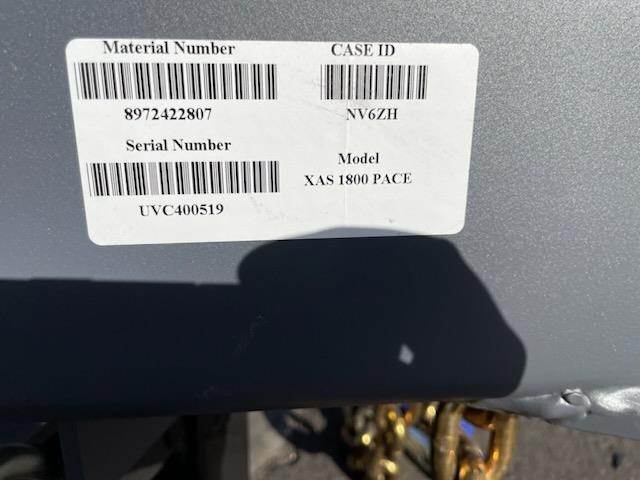 Material Number
CASE ID
8972422807
NV6ZH
Serial Number
Model
XAS 1800 PACE
UVC400519